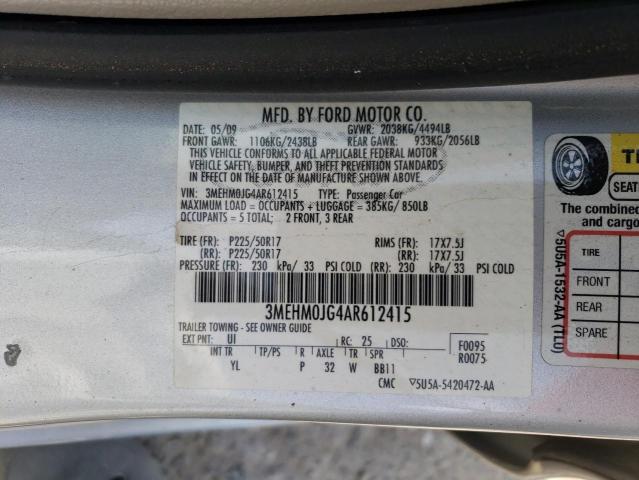 MFD. BY FORD MOTOR CO.
DATE: 05/09 GVWR: 2038KG/4494LB
FRONT GAWR: 1106KG/2438LB REAR GAWR: 933KG/2056LB
THIS VEHICLE CONFORMS TO ALL APPLICABLE FEDERAL MOTOR
VEHICLE SAFETY, BUMPER, AND THEFT PREVENTION STANDARDS
IN EFFECT ON THE DATE OF MANUFACTURE SHOWN ABOVE.
VIN: 3MEHM0JG4AR612415 TYPE: Passenger Car
MAXIMUM LOAD = OCCUPANTS + LUGGAGE = 385KG/ 850LB
OCCUPANTS = 5 TOTAL; 2 FRONT, 3 REAR
TIRE (FR): P225/50R17 RIMS (FR): 17X7.5J
(RR): P225/50R17 (RR): 17X7.5J
PRESSURE (FR): 230 kPa/ 33 PSI COLD (RR): 230 kPa/ 33 PSI COLD
3MEHM0JG4AR612415
TRAILER TOWING - SEE OWNER GUIDE
EXT PNT: UI RC: 25 DSO: F0095
INT TR TP/PS R AXLE TR SPR R0075
YL P 32 W BB11
CMC 5U5A-5420472-AA
SEAT
The combined
and cargo
5U5A-1532-AA (TL0)
TIRE
FRONT
REAR
SPARE